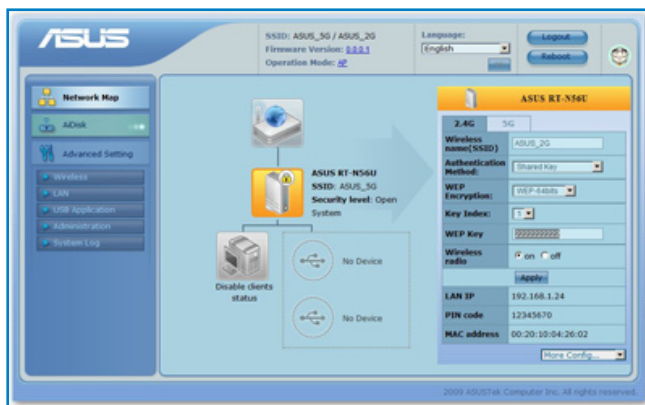 ASUS
SSID: ASUS_5G / ASUS_2G
Firmware Version: 0.0.0.1
Operation Mode: AP
Language:
English
Logout
Reboot
Network Map
AiDisk
Advanced Setting
Wireless
LAN
USB Application
Administration
System Log
ASUS RT-N56U
SSID: ASUS_5G
Security level: Open
System
Disable clients
status
No Device
No Device
ASUS RT-N56U
2.4G 5G
Wireless
name(SSID) ASUS_2G
Authentication
Method: Shared Key
WEP
Encryption: WEP-64bits
Key Index: 1
WEP Key
Wireless
radio on off
Apply
LAN IP 192.168.1.24
PIN code 12345670
MAC address 00:20:10:04:26:02
More Config...
2009 ASUSTek Computer Inc. All rights reserved.